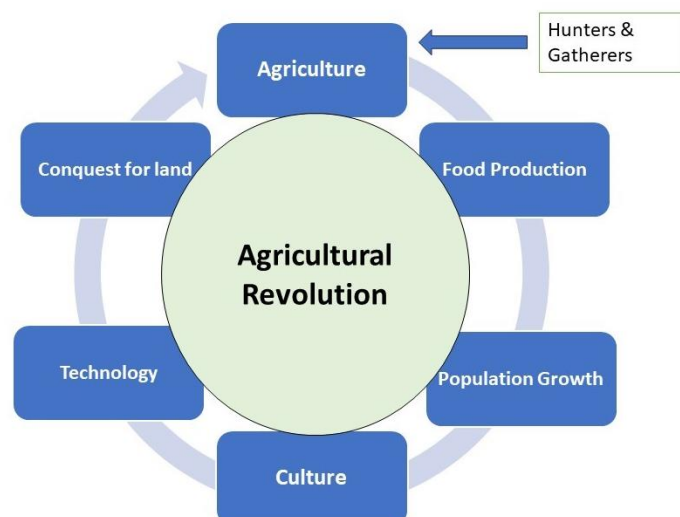 Hunters &
Gatherers
Agriculture
Food Production
Population Growth
Culture
Technology
Conquest for land
Agricultural
Revolution